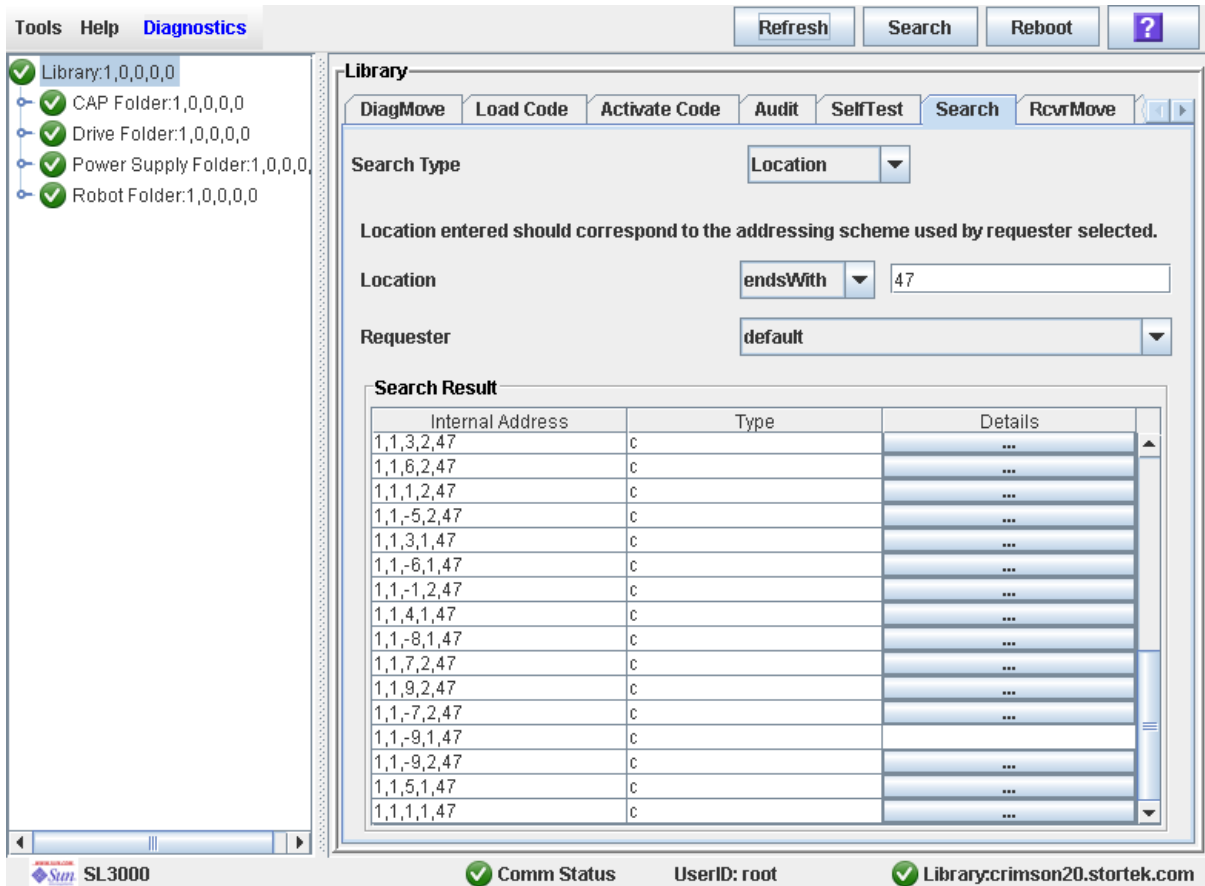 Tools Help Diagnostics Refresh Search Reboot ?
Library:1,0,0,0,0
CAP Folder:1,0,0,0,0
Drive Folder:1,0,0,0,0
Power Supply Folder:1,0,0,0,
Robot Folder:1,0,0,0,0
Library
DiagMove Load Code Activate Code Audit SelfTest Search RcvrMove
Search Type Location
Location entered should correspond to the addressing scheme used by requester selected.
Location endsWith 47
Requester default
Search Result
Internal Address Type Details
1,1,3,2,47 c ...
1,1,6,2,47 c ...
1,1,1,2,47 c ...
1,1,-5,2,47 c ...
1,1,3,1,47 c ...
1,1,-6,1,47 c ...
1,1,-1,2,47 c ...
1,1,4,1,47 c ...
1,1,-8,1,47 c ...
1,1,7,2,47 c ...
1,1,9,2,47 c ...
1,1,-7,2,47 c ...
1,1,-9,1,47 c
1,1,-9,2,47 c ...
1,1,5,1,47 c ...
1,1,1,1,47 c ...
Sun SL3000 Comm Status UserID: root Library:crimson20.stortek.com